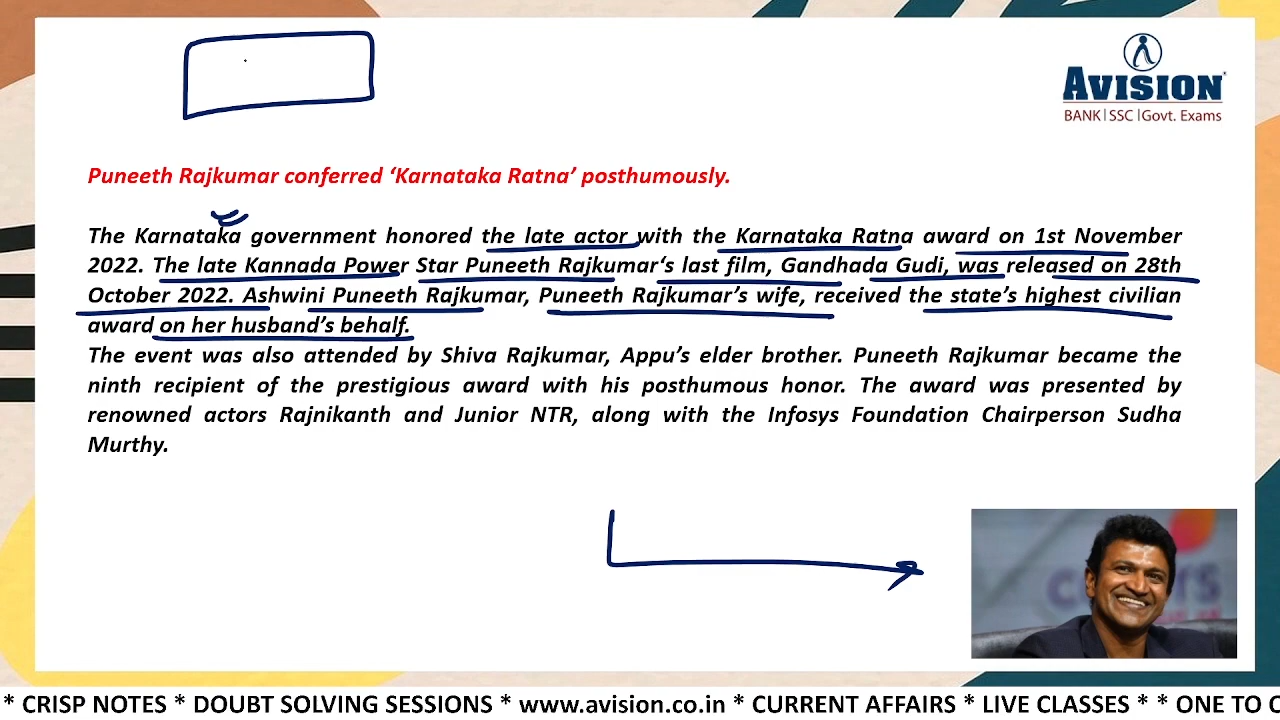 AVISION
BANK|SSC |Govt. Exams
Puneeth Rajkumar conferred ‘Karnataka Ratna’ posthumously.
The Karnataka government honored the late actor with the Karnataka Ratna award on 1st November
2022. The late Kannada Power Star Puneeth Rajkumar‘s last film, Gandhada Gudi, was released on 28th
October 2022. Ashwini Puneeth Rajkumar, Puneeth Rajkumar’s wife, received the state’s highest civilian
award on her husband’s behalf.
The event was also attended by Shiva Rajkumar, Appu’s elder brother. Puneeth Rajkumar became the
ninth recipient of the prestigious award with his posthumous honor. The award was presented by
renowned actors Rajnikanth and Junior NTR, along with the Infosys Foundation Chairperson Sudha
Murthy.
* CRISP NOTES * DOUBT SOLVING SESSIONS * www.avision.co.in * CURRENT AFFAIRS * LIVE CLASSES * * ONE TO